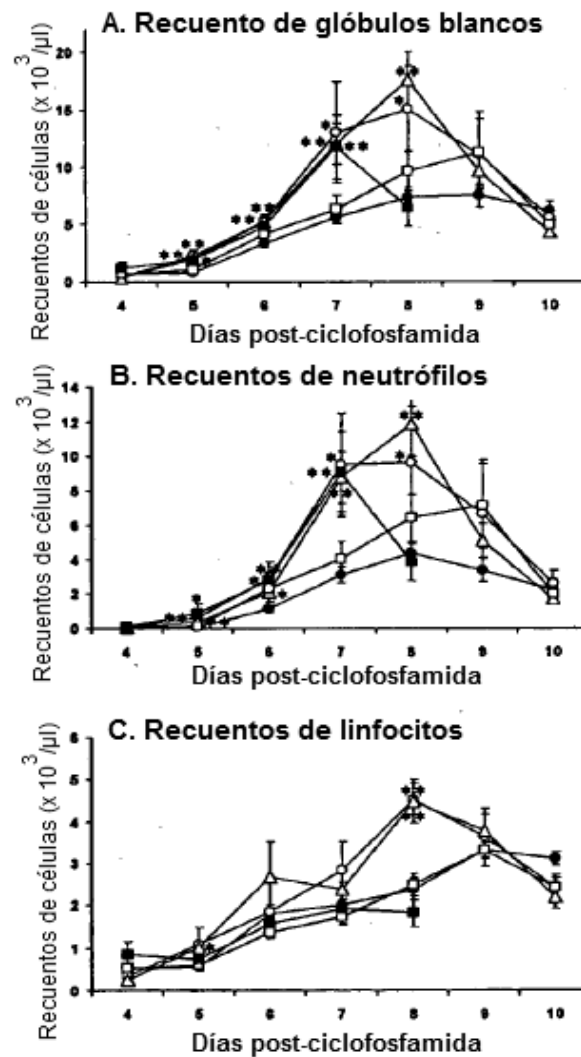 A. Recuento de glóbulos blancos
Recuentos de células (x 10³/µl)
20
15
10
5
0
4 5 6 7 8 9 10
Días post-ciclofosfamida
B. Recuentos de neutrófilos
Recuentos de células (x 10³/µl)
14
12
10
8
6
4
2
0
4 5 6 7 8 9 10
Días post-ciclofosfamida
C. Recuentos de linfocitos
Recuentos de células (x 10³/µl)
6
5
4
3
2
1
0
4 5 6 7 8 9 10
Días post-ciclofosfamida